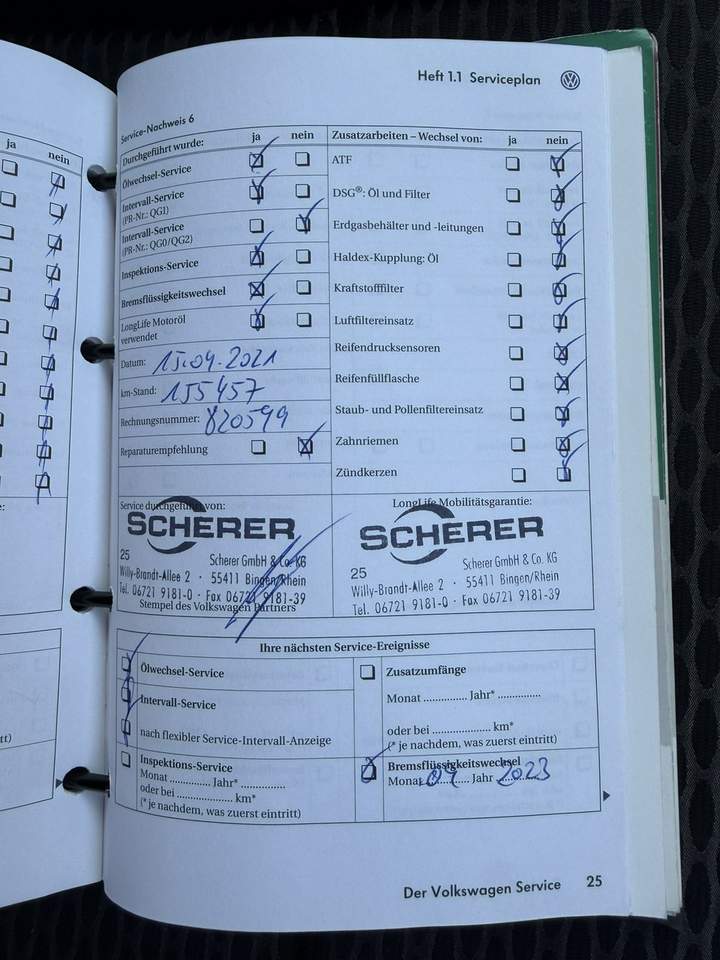 Heft 1.1 Serviceplan
ja
nein
Service-Nachweis 6
Durchgeführt wurde: ja nein
Ölwechsel-Service
Intervall-Service
(PR-Nr.: QG1)
Intervall-Service
(PR-Nr.: QG0/QG2)
Inspektions-Service
Bremsflüssigkeitswechsel
LongLife Motoröl
verwendet
Datum: 15.04.2021
km-Stand: 155457
Rechnungsnummer: 820599
Reparaturempfehlung
Zusatzarbeiten – Wechsel von: ja nein
ATF
DSG®: Öl und Filter
Erdgasbehälter und -leitungen
Haldex-Kupplung: Öl
Kraftstofffilter
Luftfiltereinsatz
Reifendrucksensoren
Reifenfüllflasche
Staub- und Pollenfiltereinsatz
Zahnriemen
Zündkerzen
Service durchgeführt von:
SCHERER
25 Scherer GmbH & Co. KG
Willy-Brandt-Allee 2 · 55411 Bingen/Rhein
Tel. 06721 9181-0 · Fax 06721 9181-39
Stempel des Volkswagen Partners
LongLife Mobilitätsgarantie:
SCHERER
25 Scherer GmbH & Co. KG
Willy-Brandt-Allee 2 · 55411 Bingen/Rhein
Tel. 06721 9181-0 · Fax 06721 9181-39
Ihre nächsten Service-Ereignisse
Ölwechsel-Service
Intervall-Service
nach flexibler Service-Intervall-Anzeige
Inspektions-Service
Monat ............. Jahr* ...............
oder bei .................. km*
(* je nachdem, was zuerst eintritt)
Zusatzumfänge
Monat .............. Jahr* ..............
oder bei ................... km*
(* je nachdem, was zuerst eintritt)
Bremsflüssigkeitswechsel
Monat 04 Jahr 2023
Der Volkswagen Service 25